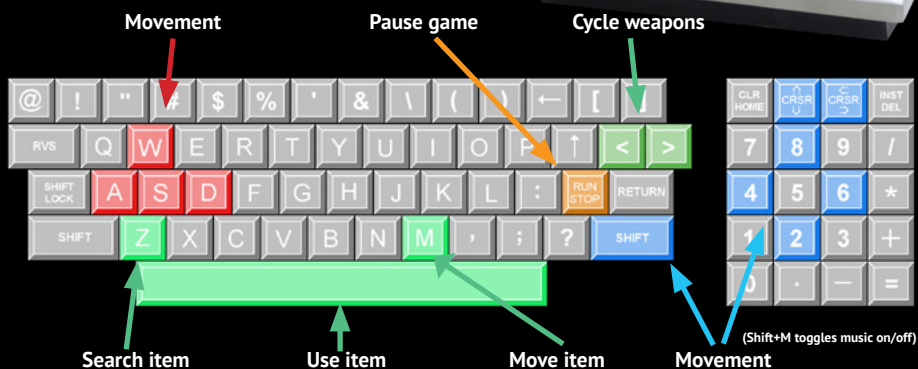 Movement Pause game Cycle weapons
@ ! " # $ % ' & \ ( ) ← [ ] CLR HOME ⇧ CRSR ⇩ ⊂ CRSR ⊃ INST DEL
RVS Q W E R T Y U I O P ↑ < > 7 8 9 /
SHIFT LOCK A S D F G H J K L : RUN STOP RETURN 4 5 6 *
SHIFT Z X C V B N M , ; ? SHIFT 1 2 3 +
0 . — =
(Shift+M toggles music on/off)
Search item Use item Move item Movement